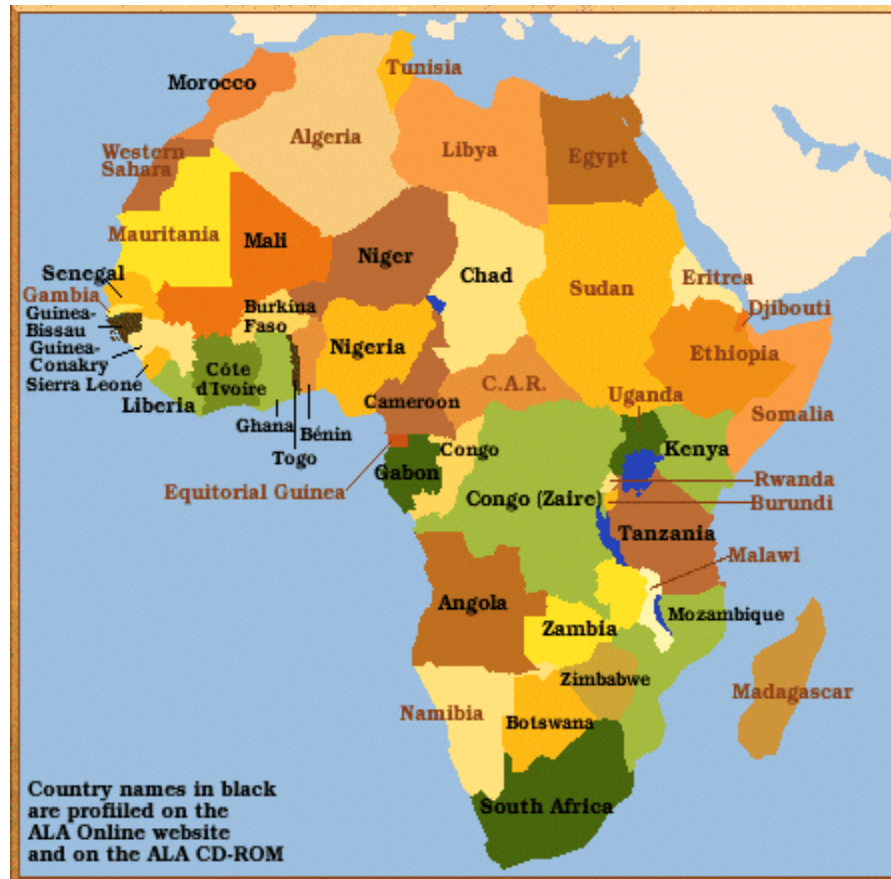 Tunisia
Morocco
Algeria
Libya
Egypt
Western
Sahara
Mauritania
Mali
Niger
Chad
Sudan
Eritrea
Senegal
Gambia
Guinea-
Bissau
Guinea-
Conakry
Sierra Leone
Liberia
Burkina
Faso
Côte
d'Ivoire
Ghana
Togo
Bénin
Nigeria
Cameroon
C.A.R.
Djibouti
Ethiopia
Somalia
Uganda
Kenya
Equitorial Guinea
Gabon
Congo
Congo (Zaire)
Rwanda
Burundi
Tanzania
Malawi
Angola
Zambia
Mozambique
Zimbabwe
Madagascar
Namibia
Botswana
South Africa
Country names in black
are profiiled on the
ALA Online website
and on the ALA CD-ROM